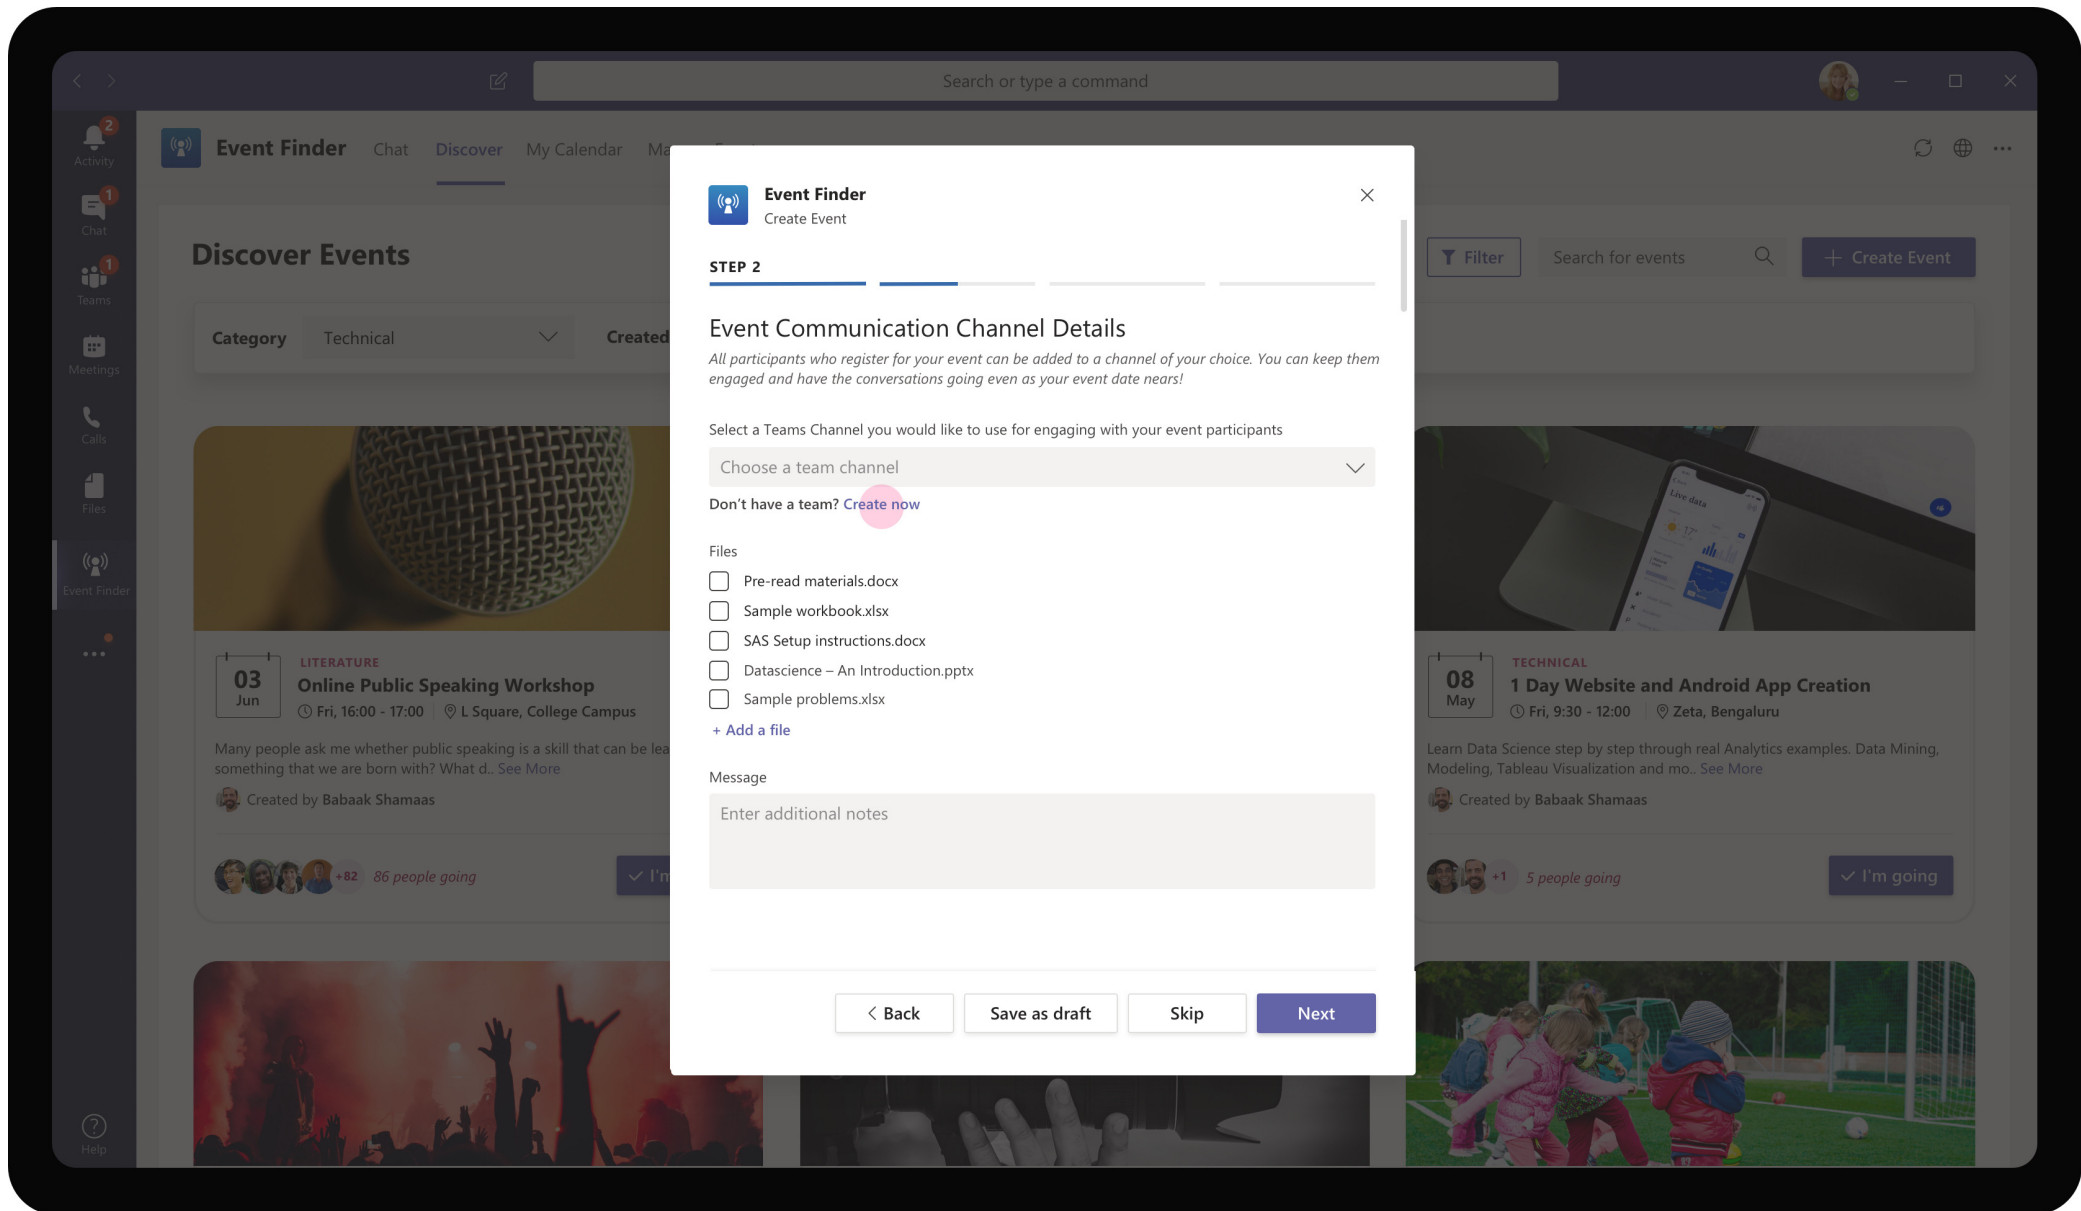 Search or type a command
2
Activity
1
Chat
1
Teams
Meetings
Calls
Files
Event Finder
Help
Event Finder Chat Discover My Calendar
Discover Events
Filter
Search for events
+ Create Event
Category
Technical
Created
Event Finder
Create Event
STEP 2
Event Communication Channel Details
All participants who register for your event can be added to a channel of your choice. You can keep them
engaged and have the conversations going even as your event date nears!
Select a Teams Channel you would like to use for engaging with your event participants
Choose a team channel
Don't have a team? Create now
Files
Pre-read materials.docx
Sample workbook.xlsx
SAS Setup instructions.docx
Datascience – An Introduction.pptx
Sample problems.xlsx
+ Add a file
Message
Enter additional notes
< Back
Save as draft
Skip
Next
03
Jun
LITERATURE
Online Public Speaking Workshop
Fri, 16:00 - 17:00
L Square, College Campus
Many people ask me whether public speaking is a skill that can be
something that we are born with? What d.. See More
Created by Babaak Shamaas
+82
86 people going
Live data
17°
08
May
TECHNICAL
1 Day Website and Android App Creation
Fri, 9:30 - 12:00
Zeta, Bengaluru
Learn Data Science step by step through real Analytics examples. Data Mining,
Modeling, Tableau Visualization and mo.. See More
Created by Babaak Shamaas
+1
5 people going
I'm going